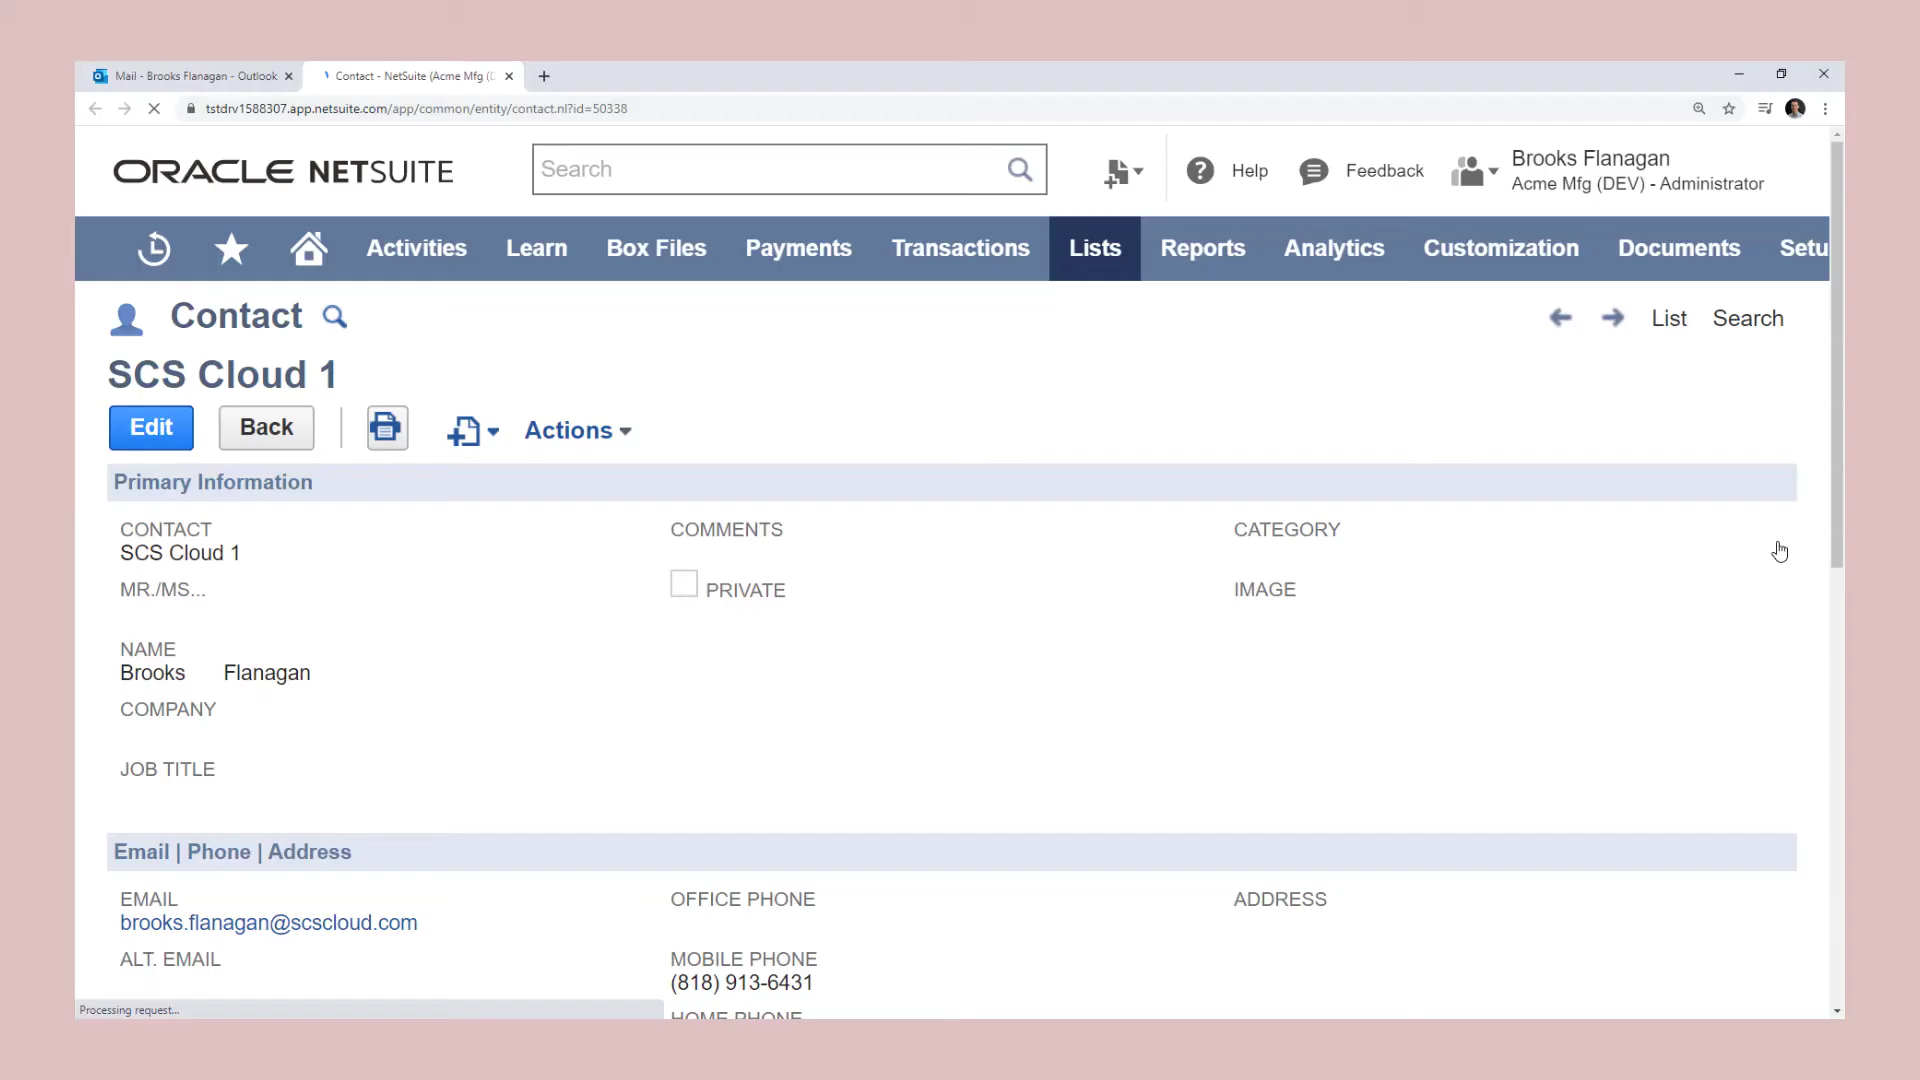 Mail - Brooks Flanagan - Outlook
Contact - NetSuite (Acme Mfg (D
tstdrv1588307.app.netsuite.com/app/common/entity/contact.nl?id=50338
ORACLE NETSUITE
Search
Help
Feedback
Brooks Flanagan
Acme Mfg (DEV) - Administrator
Activities Learn Box Files Payments Transactions Lists Reports Analytics Customization Documents Setu
Contact
List Search
SCS Cloud 1
Edit Back Actions
Primary Information
CONTACT
SCS Cloud 1
MR./MS...
NAME
Brooks Flanagan
COMPANY
JOB TITLE
COMMENTS
PRIVATE
CATEGORY
IMAGE
Email | Phone | Address
EMAIL
brooks.flanagan@scscloud.com
ALT. EMAIL
OFFICE PHONE
MOBILE PHONE
(818) 913-6431
HOME PHONE
ADDRESS
Processing request...